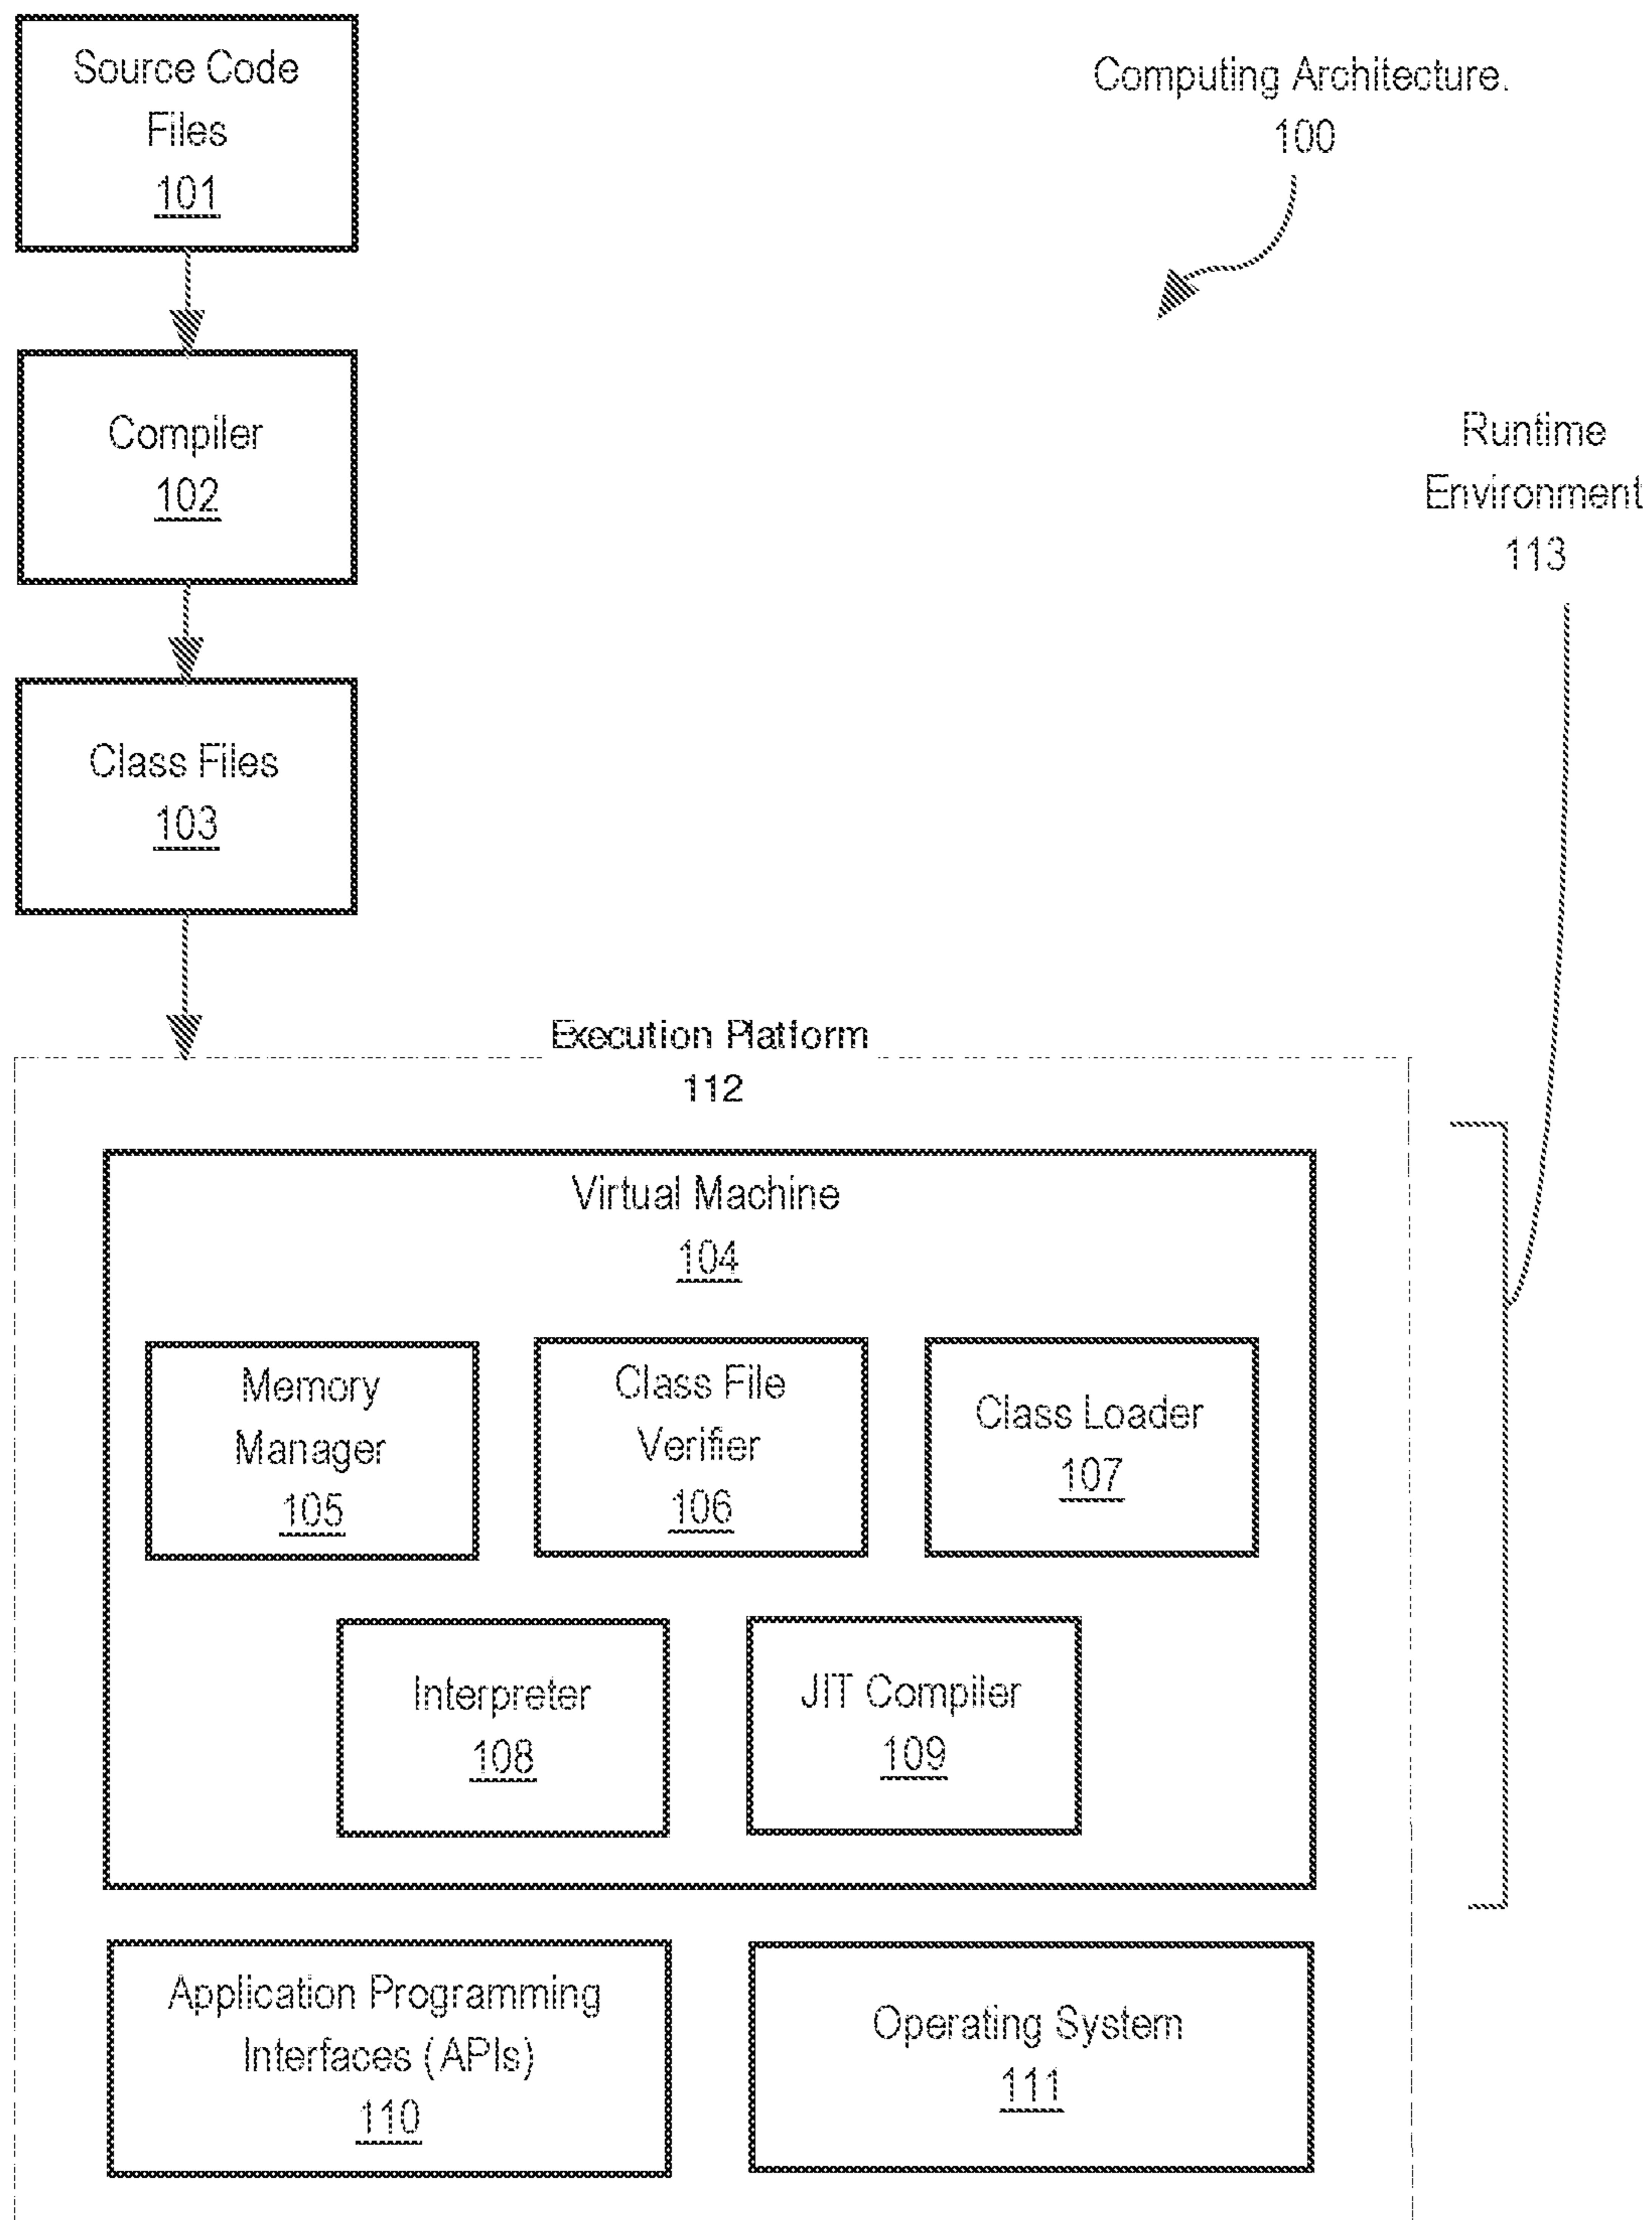 Source Code
Files
101
Computing Architecture.
100
Compiler
102
Runtime
Environment
113
Class Files
103
Execution Platform
112
Virtual Machine
104
Memory
Manager
105
Class File
Verifier
106
Class Loader
107
Interpreter
108
JIT Compiler
109
Application Programming
Interfaces (APIs)
110
Operating System
111